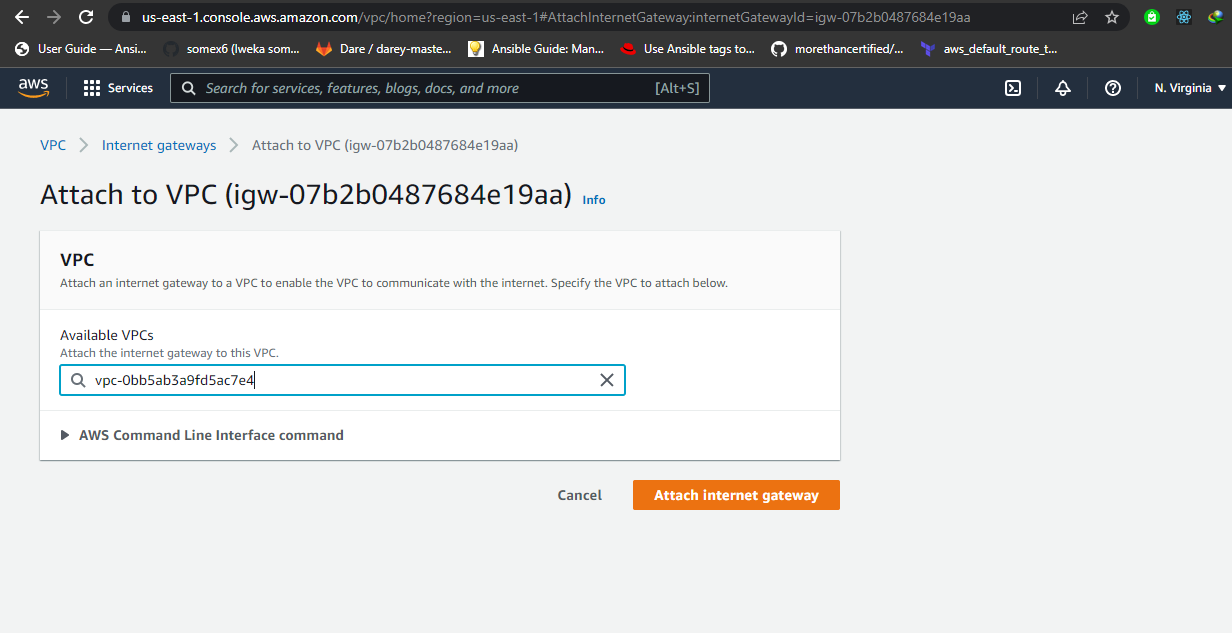 us-east-1.console.aws.amazon.com/vpc/home?region=us-east-1#AttachInternetGateway:internetGatewayId=igw-07b2b0487684e19aa
User Guide — Ansi... somex6 (lweka som... Dare / darey-maste... Ansible Guide: Man... Use Ansible tags to... morethancertified/... aws_default_route_t...
aws Services Search for services, features, blogs, docs, and more [Alt+S] N. Virginia
VPC Internet gateways Attach to VPC (igw-07b2b0487684e19aa)
Attach to VPC (igw-07b2b0487684e19aa) Info
VPC
Attach an internet gateway to a VPC to enable the VPC to communicate with the internet. Specify the VPC to attach below.
Available VPCs
Attach the internet gateway to this VPC.
vpc-0bb5ab3a9fd5ac7e4
AWS Command Line Interface command
Cancel Attach internet gateway